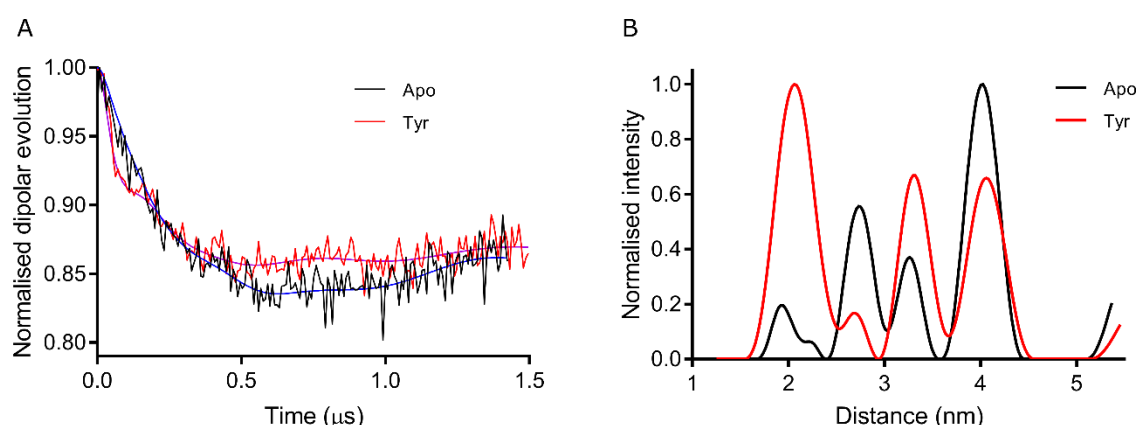 A
Normalised dipolar evolution
1.00
0.95
0.90
0.85
0.80
0.0
0.5
1.0
1.5
Time (μs)
Apo
Tyr
B
Normalised intensity
1.0
0.8
0.6
0.4
0.2
0.0
1
2
3
4
5
Distance (nm)
Apo
Tyr